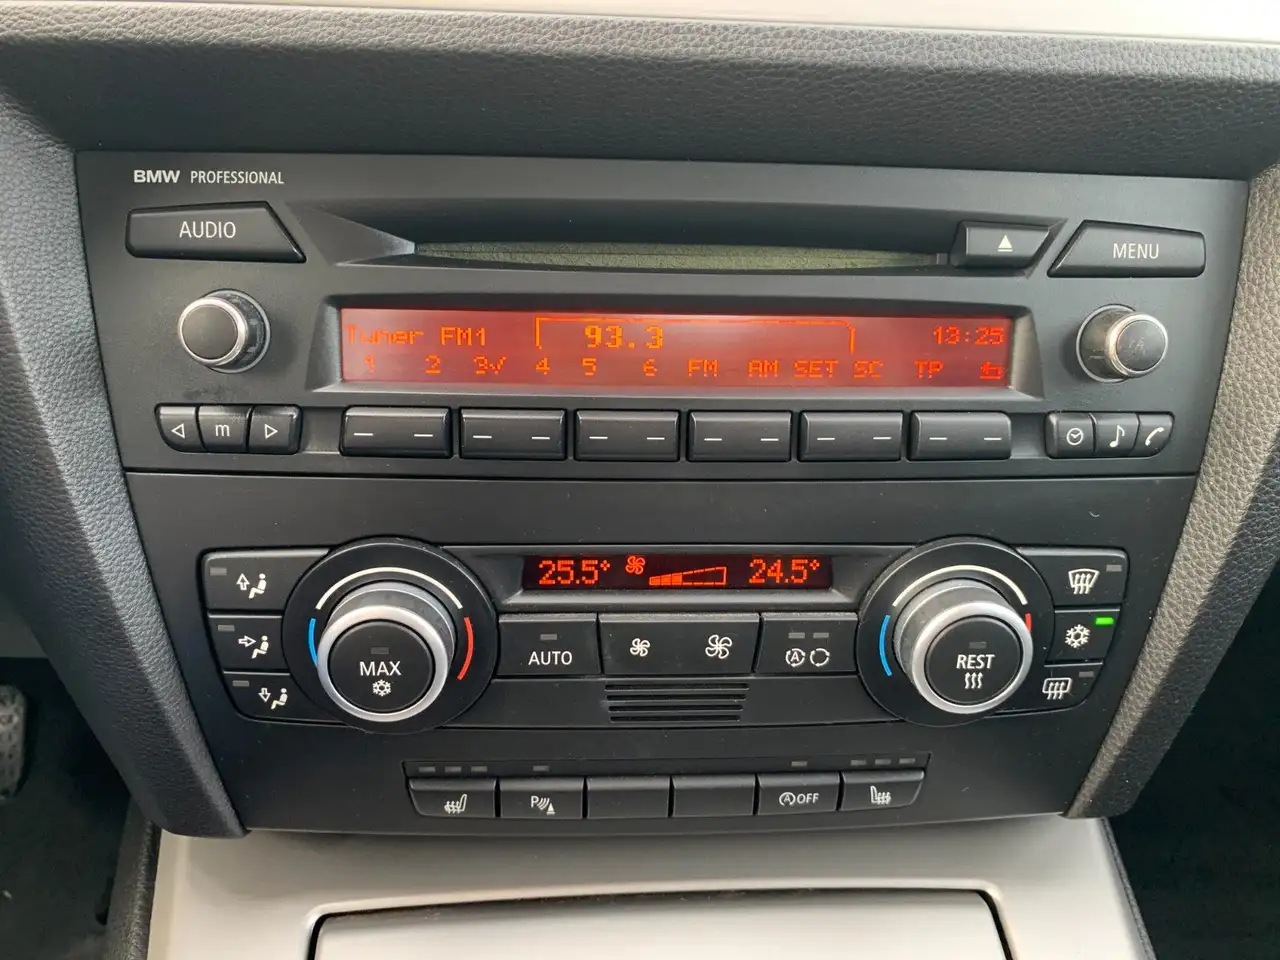 BMW PROFESSIONAL
AUDIO
MENU
Tuner FM1 93.3 13:25
1 2 3✓ 4 5 6 FM AM SET SC TP
m
25.5° 24.5°
MAX
AUTO
A
REST
P
A OFF